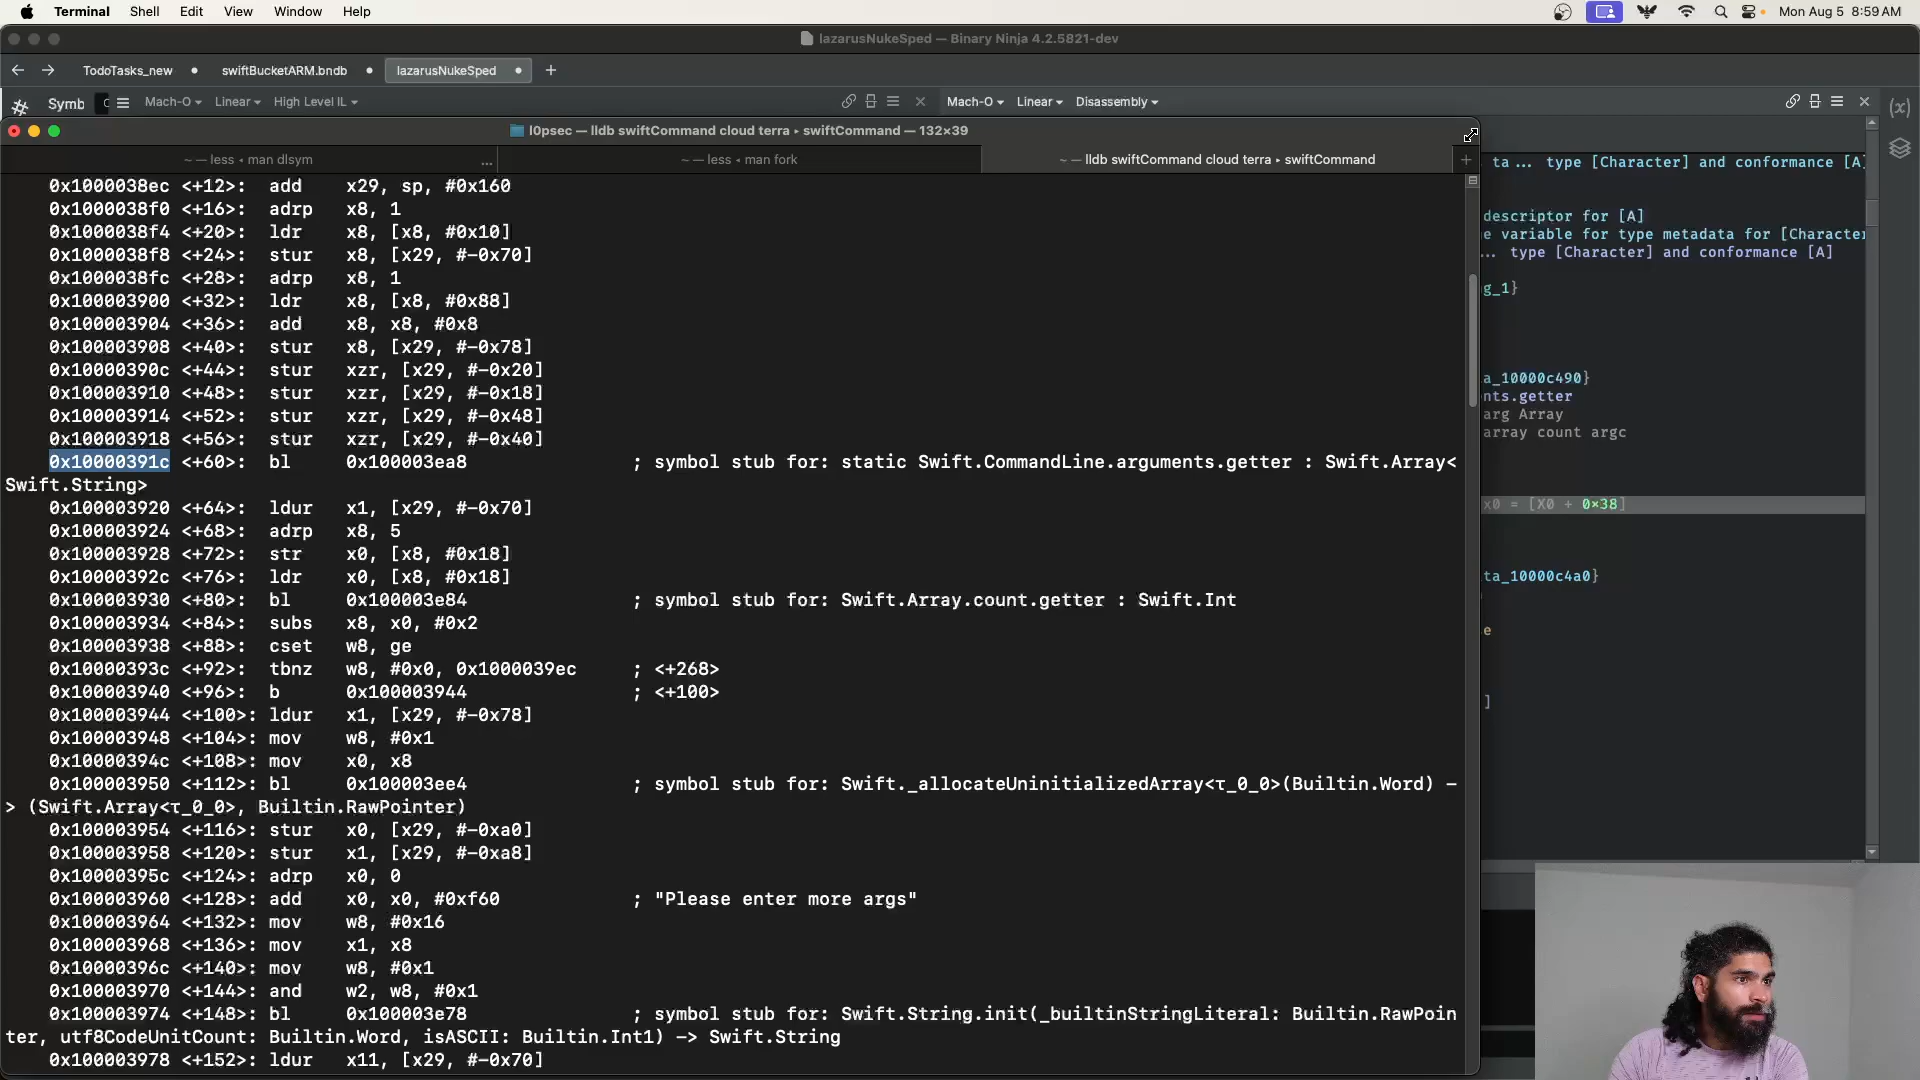 Terminal Shell Edit View Window Help Mon Aug 5 8:59 AM
lazarusNukeSped — Binary Ninja 4.2.5821-dev
TodoTasks_new • swiftBucketARM.bndb • lazarusNukeSped • +
Symb C Mach-O Linear High Level IL Mach-O Linear Disassembly
l0psec — lldb swiftCommand cloud terra ▸ swiftCommand — 132×39
~ — less ◂ man dlsym ... ~ — less ◂ man fork ~ — lldb swiftCommand cloud terra ▸ swiftCommand +
0x1000038ec <+12>: add x29, sp, #0x160
0x1000038f0 <+16>: adrp x8, 1
0x1000038f4 <+20>: ldr x8, [x8, #0x10]
0x1000038f8 <+24>: stur x8, [x29, #-0x70]
0x1000038fc <+28>: adrp x8, 1
0x100003900 <+32>: ldr x8, [x8, #0x88]
0x100003904 <+36>: add x8, x8, #0x8
0x100003908 <+40>: stur x8, [x29, #-0x78]
0x10000390c <+44>: stur xzr, [x29, #-0x20]
0x100003910 <+48>: stur xzr, [x29, #-0x18]
0x100003914 <+52>: stur xzr, [x29, #-0x48]
0x100003918 <+56>: stur xzr, [x29, #-0x40]
0x10000391c <+60>: bl 0x100003ea8 ; symbol stub for: static Swift.CommandLine.arguments.getter : Swift.Array<
Swift.String>
0x100003920 <+64>: ldur x1, [x29, #-0x70]
0x100003924 <+68>: adrp x8, 5
0x100003928 <+72>: str x0, [x8, #0x18]
0x10000392c <+76>: ldr x0, [x8, #0x18]
0x100003930 <+80>: bl 0x100003e84 ; symbol stub for: Swift.Array.count.getter : Swift.Int
0x100003934 <+84>: subs x8, x0, #0x2
0x100003938 <+88>: cset w8, ge
0x10000393c <+92>: tbnz w8, #0x0, 0x1000039ec ; <+268>
0x100003940 <+96>: b 0x100003944 ; <+100>
0x100003944 <+100>: ldur x1, [x29, #-0x78]
0x100003948 <+104>: mov w8, #0x1
0x10000394c <+108>: mov x0, x8
0x100003950 <+112>: bl 0x100003ee4 ; symbol stub for: Swift._allocateUninitializedArray<τ_0_0>(Builtin.Word) -
> (Swift.Array<τ_0_0>, Builtin.RawPointer)
0x100003954 <+116>: stur x0, [x29, #-0xa0]
0x100003958 <+120>: stur x1, [x29, #-0xa8]
0x10000395c <+124>: adrp x0, 0
0x100003960 <+128>: add x0, x0, #0xf60 ; "Please enter more args"
0x100003964 <+132>: mov w8, #0x16
0x100003968 <+136>: mov x1, x8
0x10000396c <+140>: mov w8, #0x1
0x100003970 <+144>: and w2, w8, #0x1
0x100003974 <+148>: bl 0x100003e78 ; symbol stub for: Swift.String.init(_builtinStringLiteral: Builtin.RawPoin
ter, utf8CodeUnitCount: Builtin.Word, isASCII: Builtin.Int1) -> Swift.String
0x100003978 <+152>: ldur x11, [x29, #-0x70]
ta... type [Character] and conformance [A]
descriptor for [A]
e variable for type metadata for [Character
... type [Character] and conformance [A]
g_1}
ta_10000c490}
nts.getter
arg Array
array count argc
x0 = [X0 + 0×38]
ta_10000c4a0}
e
]